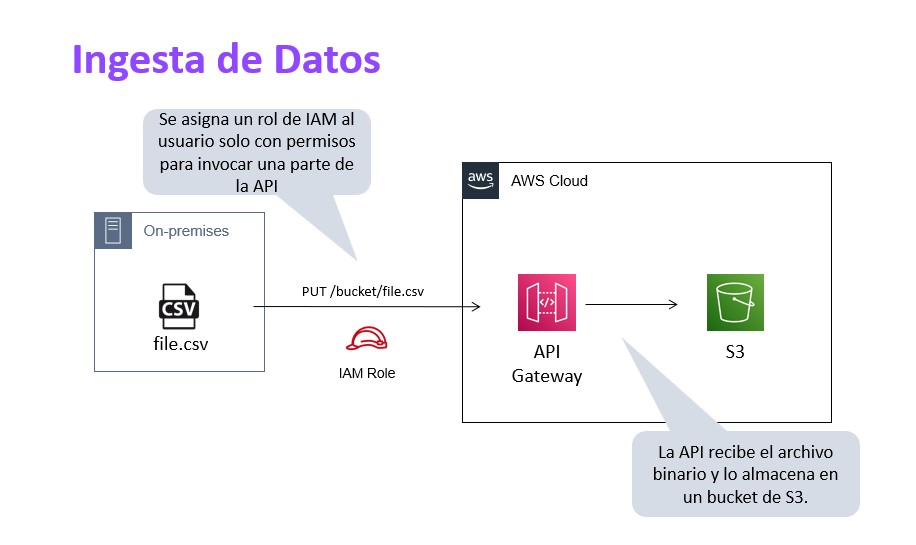 Ingesta de Datos
Se asigna un rol de IAM al
usuario solo con permisos
para invocar una parte de
la API
aws
AWS Cloud
On-premises
CSV
file.csv
PUT /bucket/file.csv
IAM Role
</>
API
Gateway
S3
La API recibe el archivo
binario y lo almacena en
un bucket de S3.